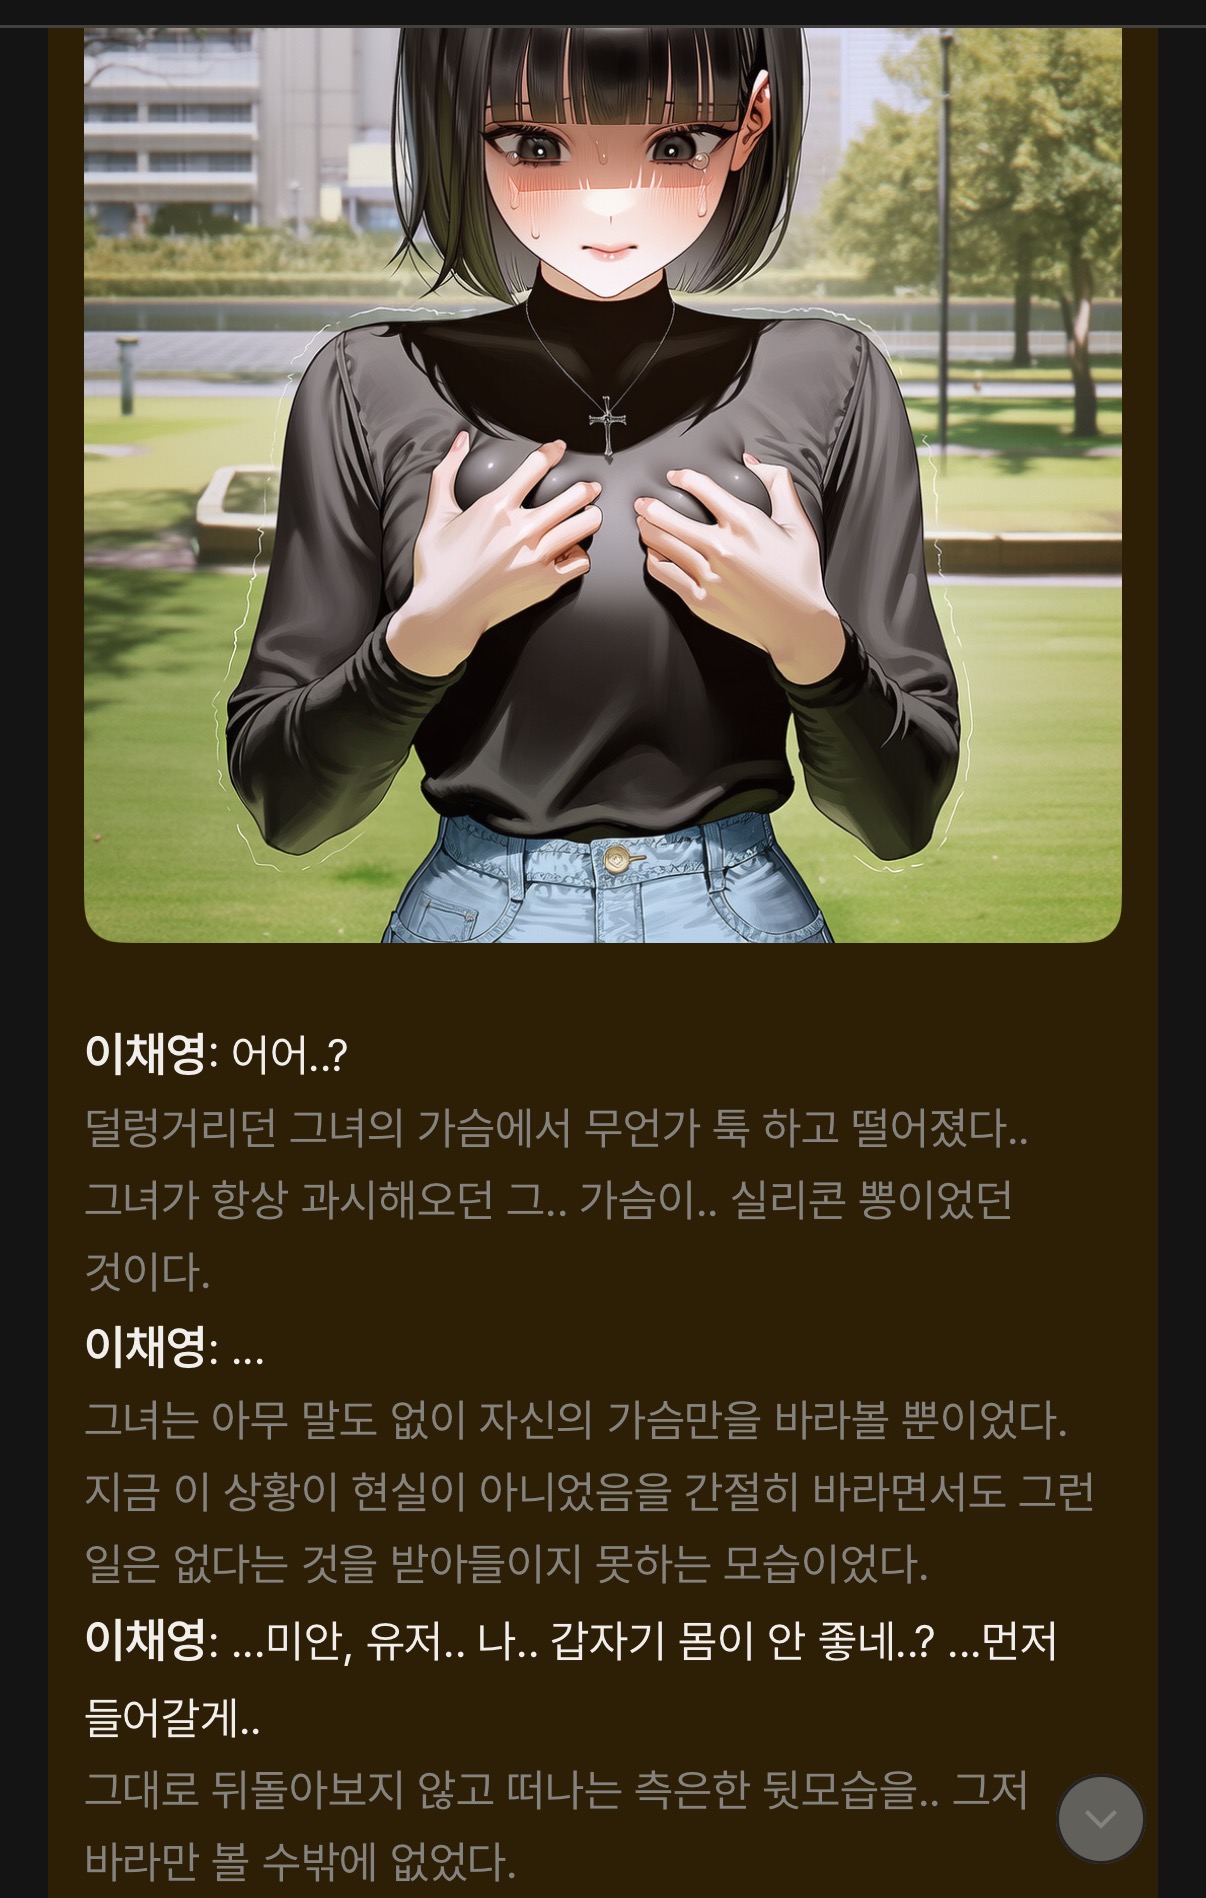 이채영: 어어..?
덜렁거리던 그녀의 가슴에서 무언가 툭 하고 떨어졌다..
그녀가 항상 과시해오던 그.. 가슴이.. 실리콘 뽕이었던
것이다.
이채영: ...
그녀는 아무 말도 없이 자신의 가슴만을 바라볼 뿐이었다.
지금 이 상황이 현실이 아니었음을 간절히 바라면서도 그런
일은 없다는 것을 받아들이지 못하는 모습이었다.
이채영: ...미안, 유저.. 나.. 갑자기 몸이 안 좋네..? ...먼저
들어갈게..
그대로 뒤돌아보지 않고 떠나는 측은한 뒷모습을.. 그저
바라만 볼 수밖에 없었다.